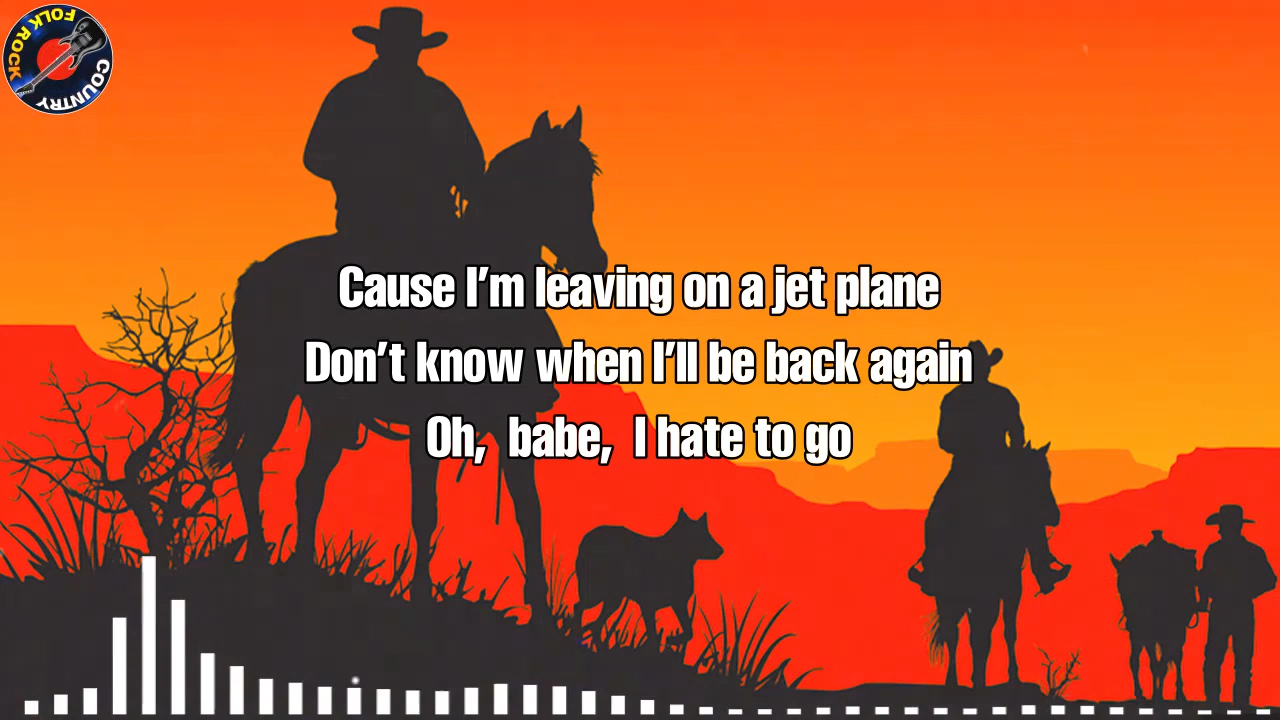 FOLK ROCK
COUNTRY
Cause I'm leaving on a jet plane
Don't know when I'll be back again
Oh, babe, I hate to go